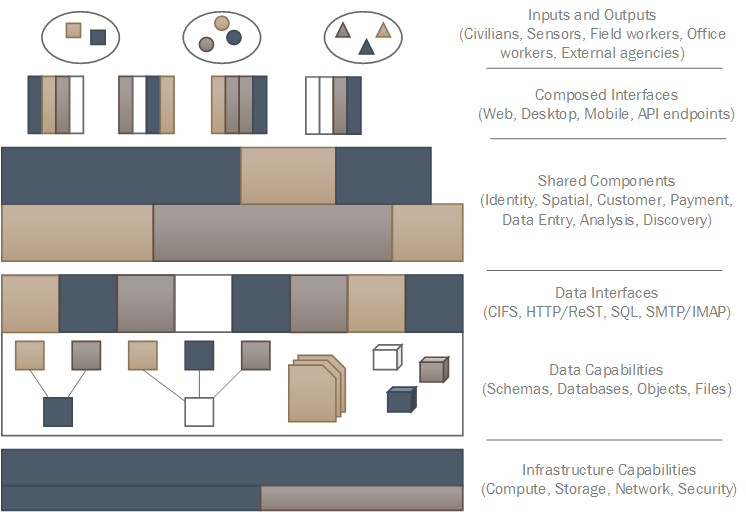 Inputs and Outputs
(Civilians, Sensors, Field workers, Office
workers, External agencies)
Composed Interfaces
(Web, Desktop, Mobile, API endpoints)
Shared Components
(Identity, Spatial, Customer, Payment,
Data Entry, Analysis, Discovery)
Data Interfaces
(CIFS, HTTP/ReST, SQL, SMTP/IMAP)
Data Capabilities
(Schemas, Databases, Objects, Files)
Infrastructure Capabilities
(Compute, Storage, Network, Security)